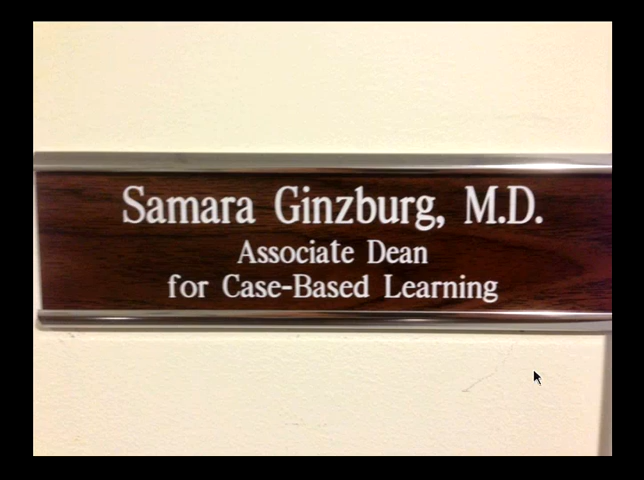 Samara Ginzburg, M.D.
Associate Dean
for Case-Based Learning